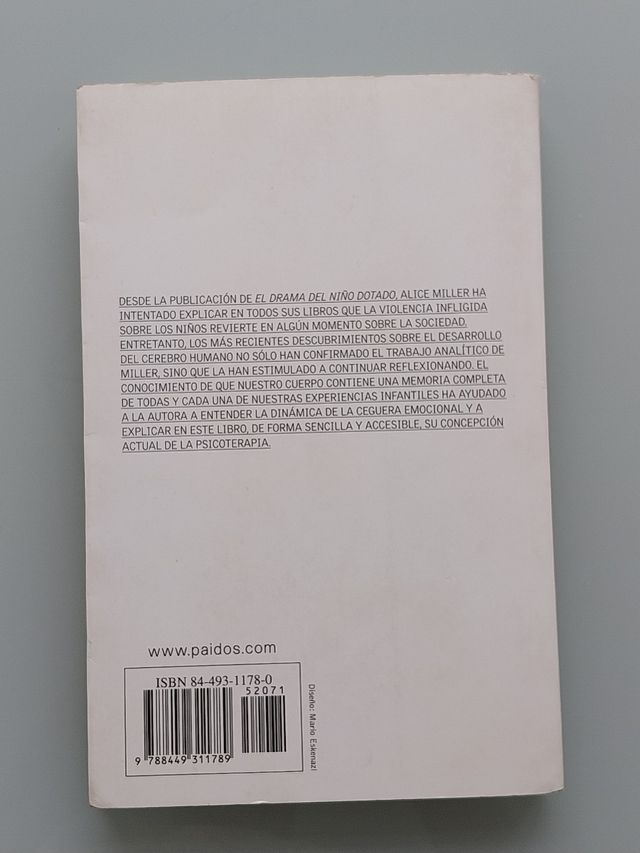 DESDE LA PUBLICACIÓN DE EL DRAMA DEL NIÑO DOTADO, ALICE MILLER HA
INTENTADO EXPLICAR EN TODOS SUS LIBROS QUE LA VIOLENCIA INFLIGIDA
SOBRE LOS NIÑOS REVIERTE EN ALGÚN MOMENTO SOBRE LA SOCIEDAD.
ENTRETANTO, LOS MÁS RECIENTES DESCUBRIMIENTOS SOBRE EL DESARROLLO
DEL CEREBRO HUMANO NO SÓLO HAN CONFIRMADO EL TRABAJO ANALÍTICO DE
MILLER, SINO QUE LA HAN ESTIMULADO A CONTINUAR REFLEXIONANDO. EL
CONOCIMIENTO DE QUE NUESTRO CUERPO CONTIENE UNA MEMORIA COMPLETA
DE TODAS Y CADA UNA DE NUESTRAS EXPERIENCIAS INFANTILES HA AYUDADO
A LA AUTORA A ENTENDER LA DINÁMICA DE LA CEGUERA EMOCIONAL Y A
EXPLICAR EN ESTE LIBRO, DE FORMA SENCILLA Y ACCESIBLE, SU CONCEPCIÓN
ACTUAL DE LA PSICOTERAPIA.
www.paidos.com
ISBN 84-493-1178-0
52071
9 788449 311789
Diseño: Mario Eskenazi